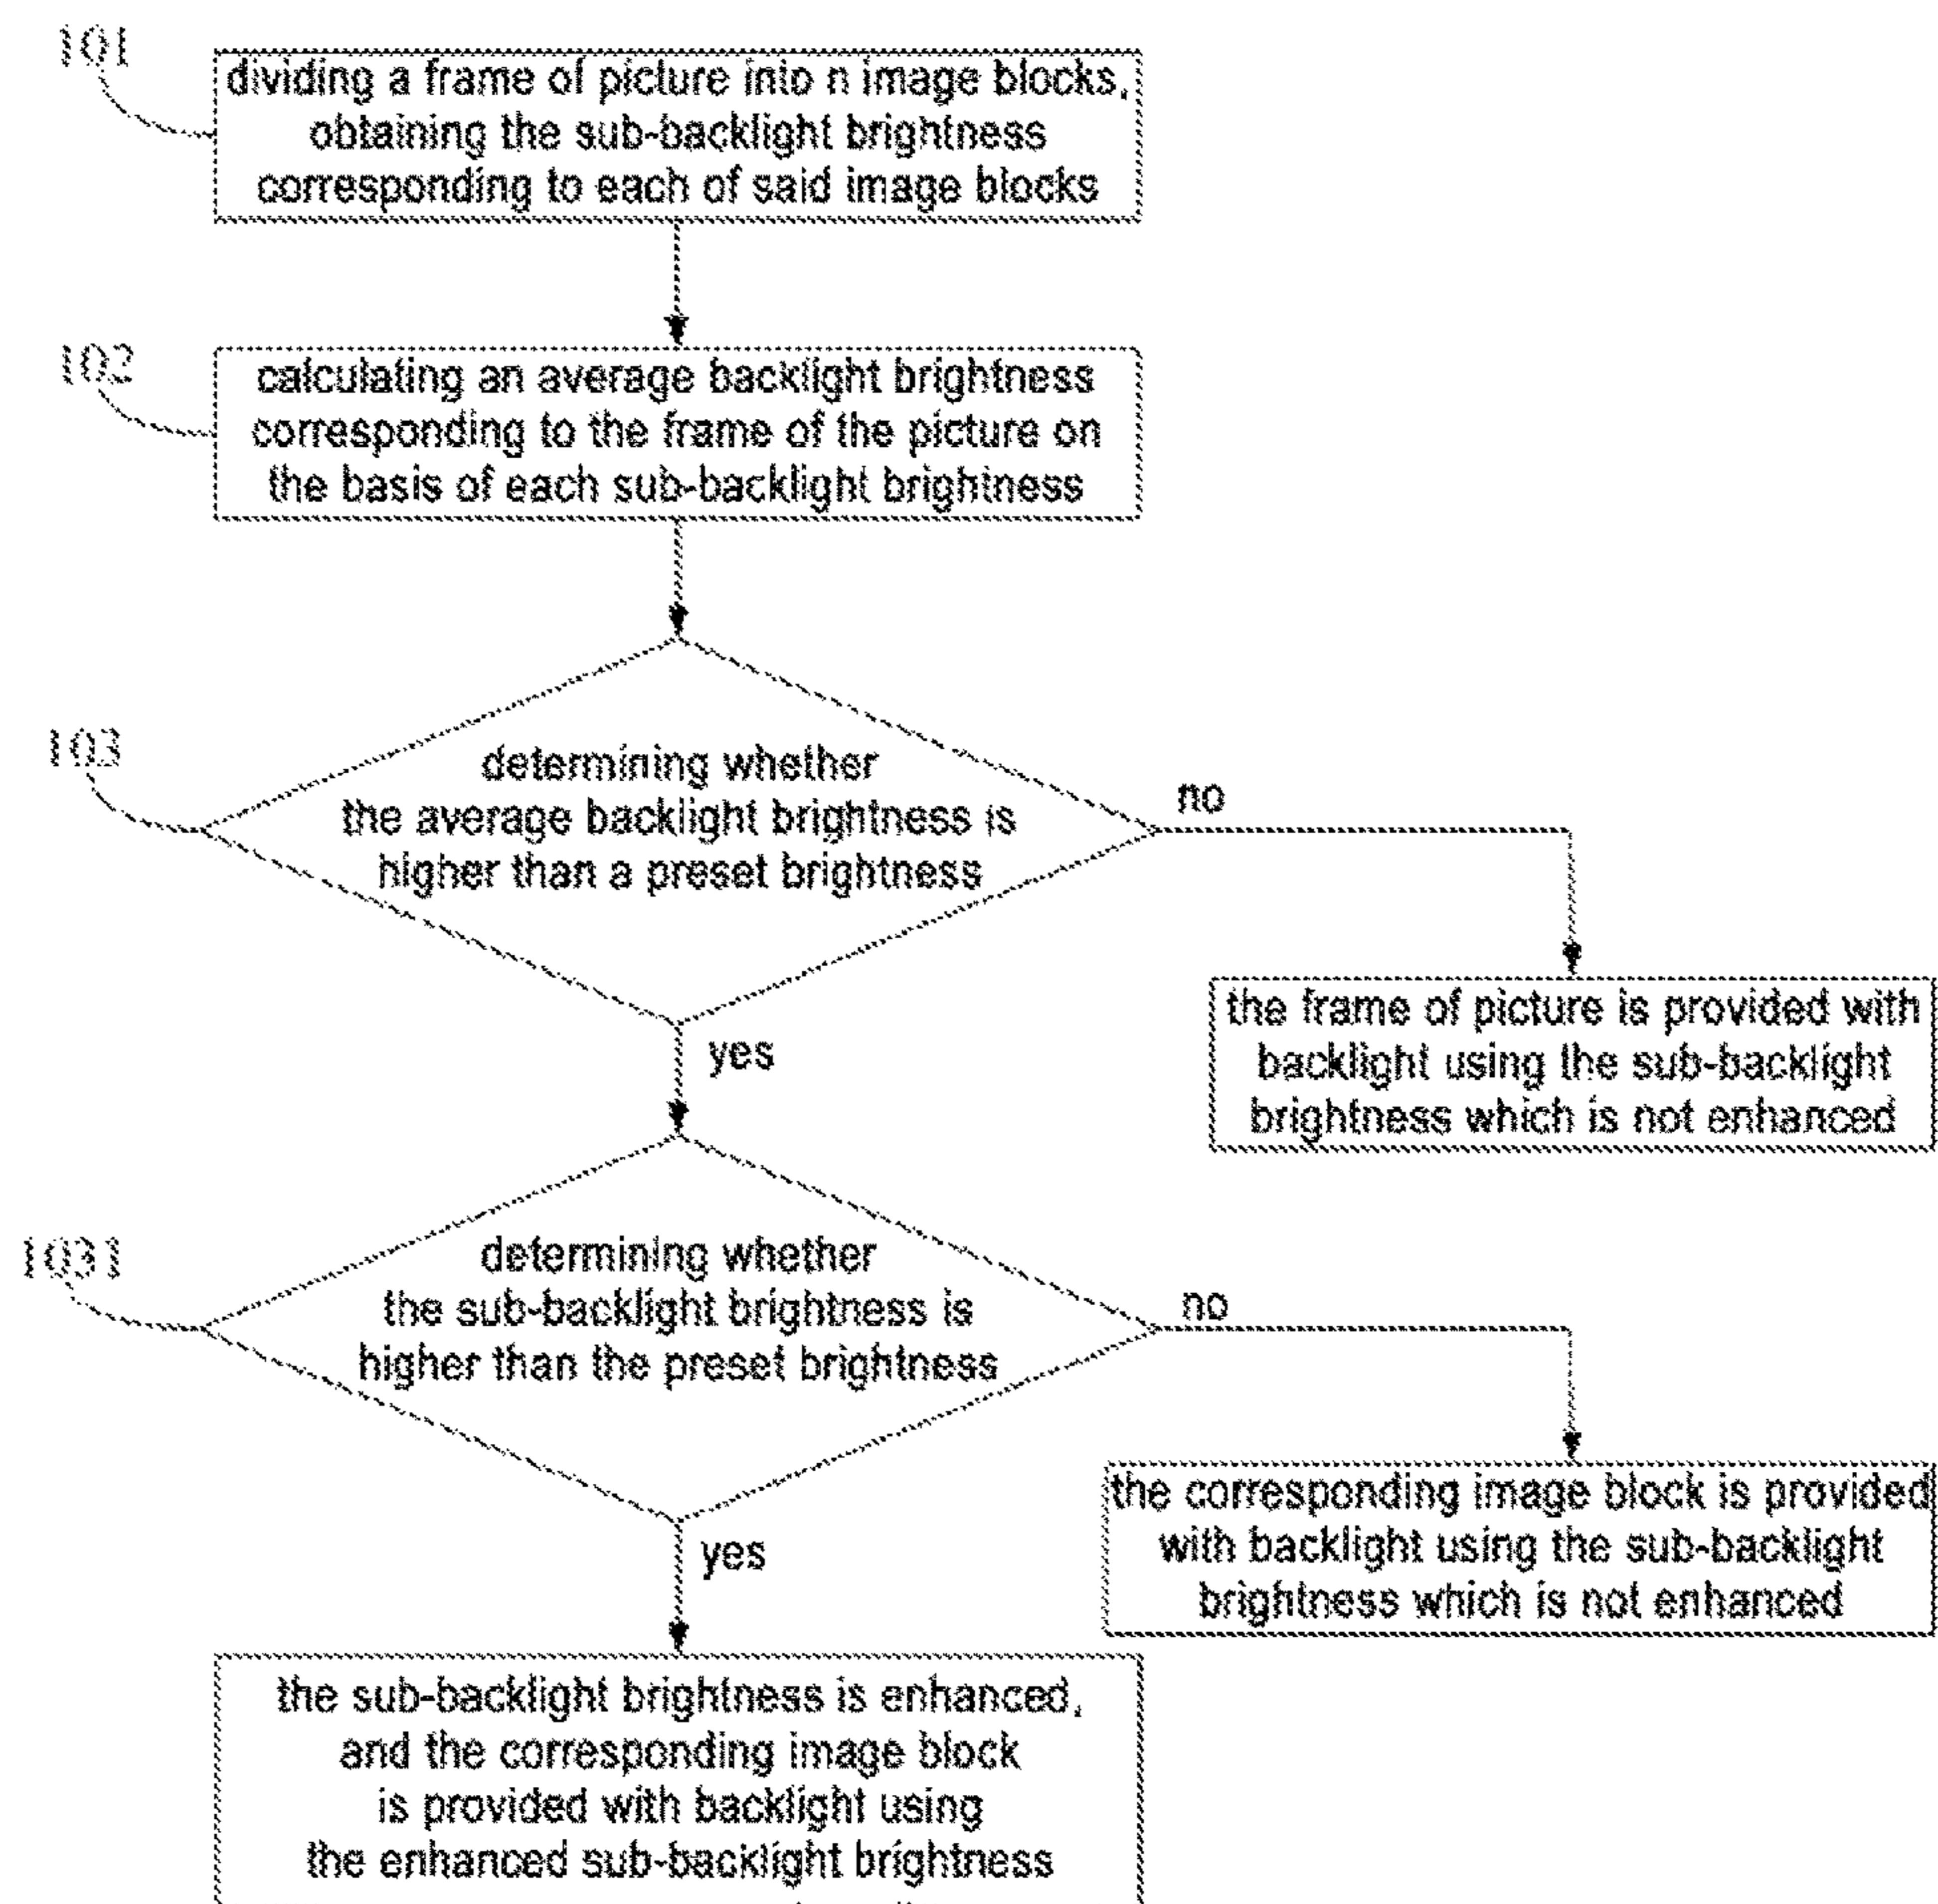 101
dividing a frame of picture into n image blocks,
obtaining the sub-backlight brightness
corresponding to each of said image blocks
102
calculating an average backlight brightness
corresponding to the frame of the picture on
the basis of each sub-backlight brightness
103
determining whether
the average backlight brightness is
higher than a preset brightness
no
the frame of picture is provided with
backlight using the sub-backlight
brightness which is not enhanced
yes
1031
determining whether
the sub-backlight brightness is
higher than the preset brightness
no
the corresponding image block is provided
with backlight using the sub-backlight
brightness which is not enhanced
yes
the sub-backlight brightness is enhanced,
and the corresponding image block
is provided with backlight using
the enhanced sub-backlight brightness